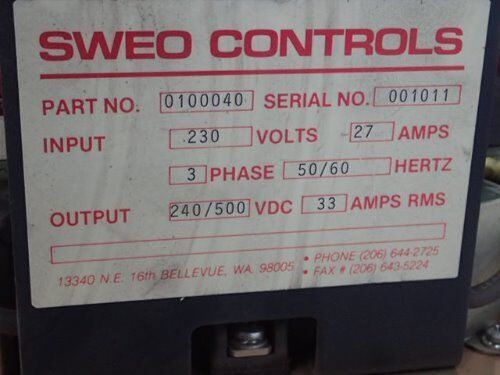 SWEO CONTROLS
PART NO. 0100040 SERIAL NO. 001011
INPUT 230 VOLTS 27 AMPS
3 PHASE 50/60 HERTZ
OUTPUT 240/500 VDC 33 AMPS RMS
13340 N.E. 16th BELLEVUE, WA. 98005 • PHONE (206) 644-2725
• FAX # (206) 643-5224